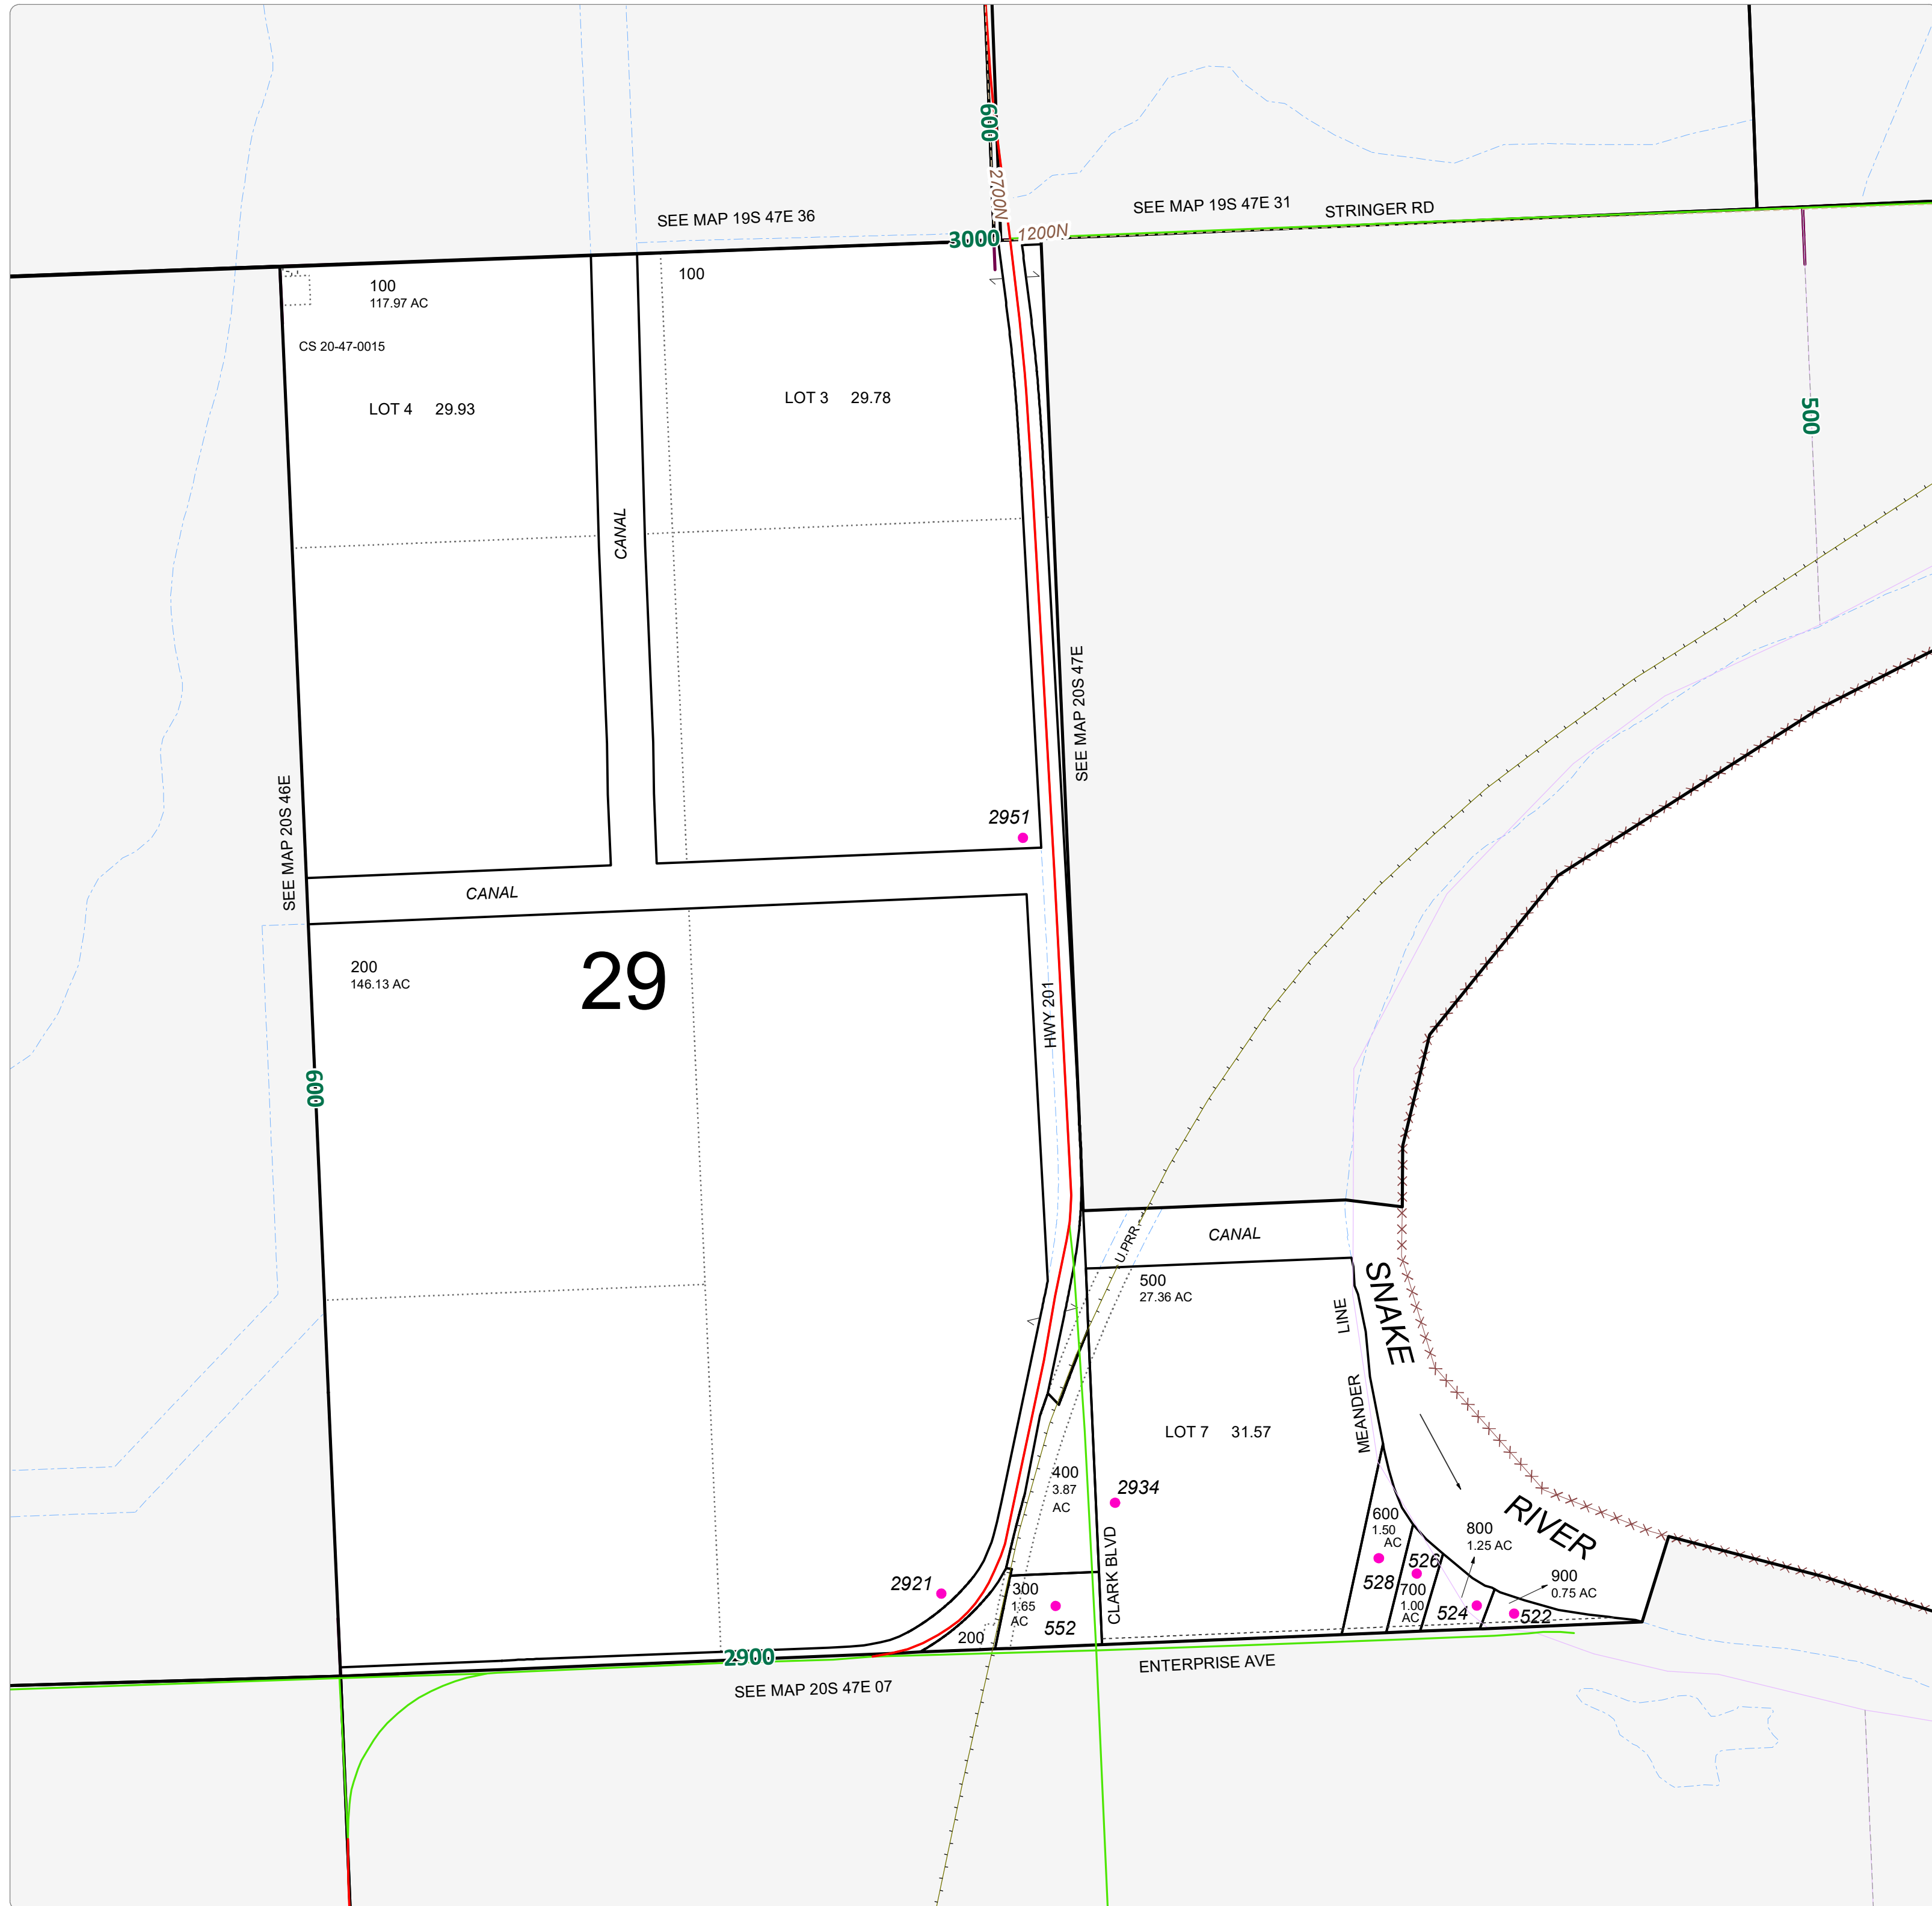 600
2700N
SEE MAP 19S 47E 36
SEE MAP 19S 47E 31
STRINGER RD
3000
1200N
100
117.97 AC
100
CS 20-47-0015
LOT 4 29.93
LOT 3 29.78
500
CANAL
SEE MAP 20S 47E
2951
SEE MAP 20S 46E
CANAL
200
146.13 AC
29
HWY 201
600
U.PRR.
CANAL
500
27.36 AC
LINE
SNAKE
MEANDER
LOT 7 31.57
400
3.87
AC
2934
600
1.50
AC
800
1.25 AC
RIVER
526
528
700
1.00
AC
900
0.75 AC
524
522
CLARK BLVD
2921
300
1.65
AC
552
200
2900
ENTERPRISE AVE
SEE MAP 20S 47E 07